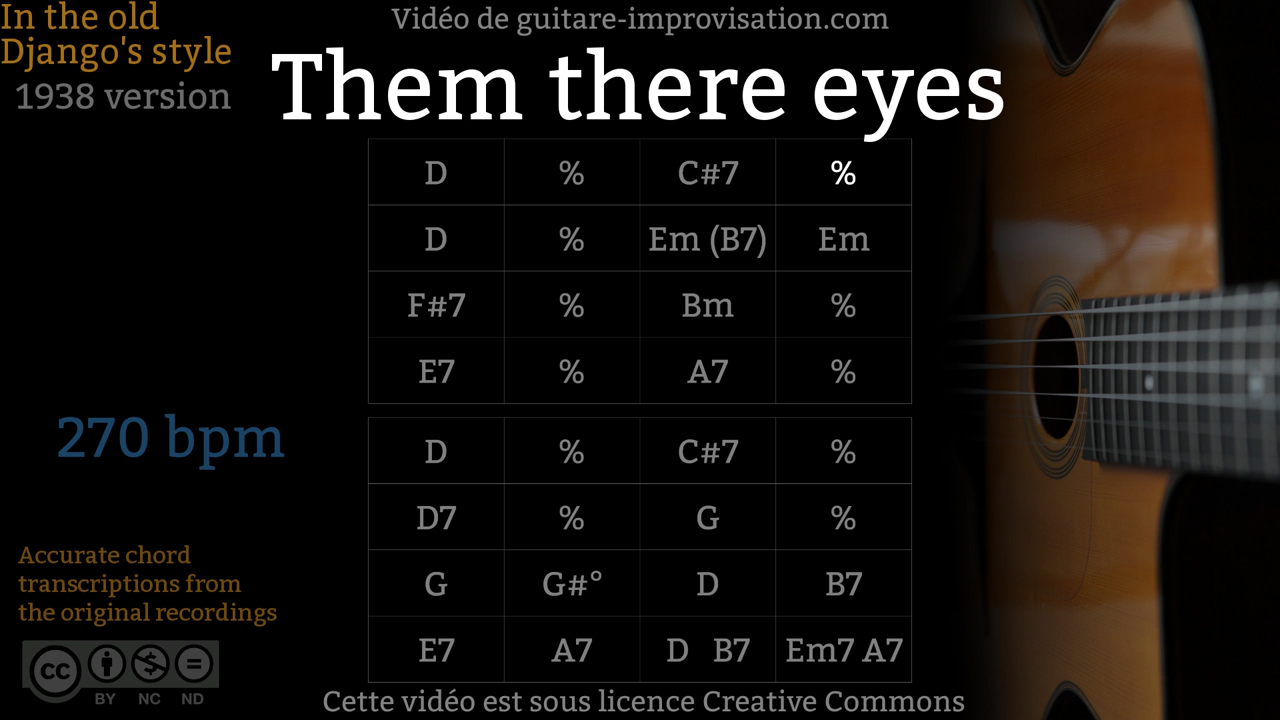 In the old
Django's style
1938 version
Vidéo de guitare-improvisation.com
Them there eyes
D % C#7 %
D % Em (B7) Em
F#7 % Bm %
E7 % A7 %
D % C#7 %
D7 % G %
G G#° D B7
E7 A7 D B7 Em7 A7
270 bpm
Accurate chord
transcriptions from
the original recordings
cc
BY NC ND
Cette vidéo est sous licence Creative Commons